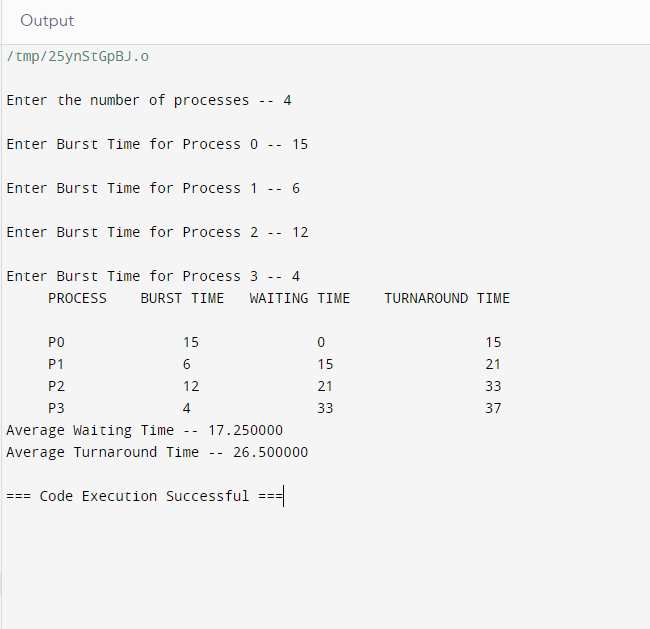 Output
/tmp/25ynStGpBJ.o
Enter the number of processes -- 4
Enter Burst Time for Process 0 -- 15
Enter Burst Time for Process 1 -- 6
Enter Burst Time for Process 2 -- 12
Enter Burst Time for Process 3 -- 4
PROCESS BURST TIME WAITING TIME TURNAROUND TIME
P0 15 0 15
P1 6 15 21
P2 12 21 33
P3 4 33 37
Average Waiting Time -- 17.250000
Average Turnaround Time -- 26.500000
=== Code Execution Successful ===